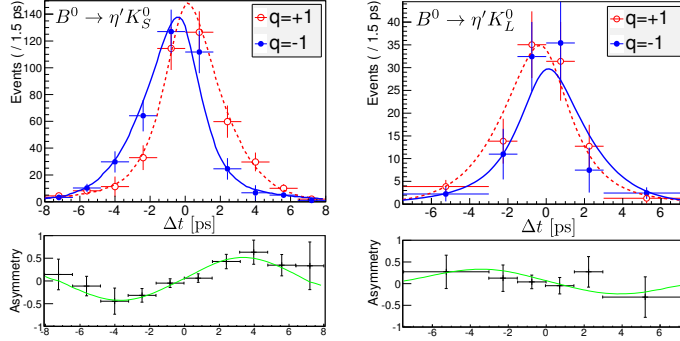 B⁰ → η′K⁰_S
q=+1
q=-1
Events ( / 1.5 ps)
140
120
100
80
60
40
20
0
-8 -6 -4 -2 0 2 4 6 8
Δt [ps]
Asymmetry
1
0.5
0
-0.5
-1
-8 -6 -4 -2 0 2 4 6 8
B⁰ → η′K⁰_L
q=+1
q=-1
Events ( / 1.5 ps)
40
35
30
25
20
15
10
5
0
-6 -4 -2 0 2 4 6
Δt [ps]
Asymmetry
1
0.5
0
-0.5
-1
-6 -4 -2 0 2 4 6